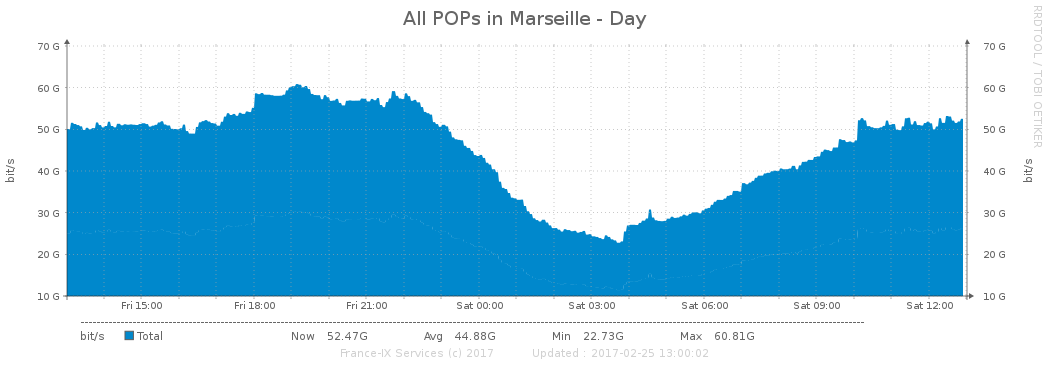 All POPs in Marseille - Day
RRDTOOL / TOBI OETIKER
70 G 70 G
60 G 60 G
50 G 50 G
40 G 40 G
30 G 30 G
20 G 20 G
10 G 10 G
bit/s
bit/s
Fri 15:00 Fri 18:00 Fri 21:00 Sat 00:00 Sat 03:00 Sat 06:00 Sat 09:00 Sat 12:00
bit/s Total Now 52.47G Avg 44.88G Min 22.73G Max 60.81G
France-IX Services (c) 2017 Updated : 2017-02-25 13:00:02